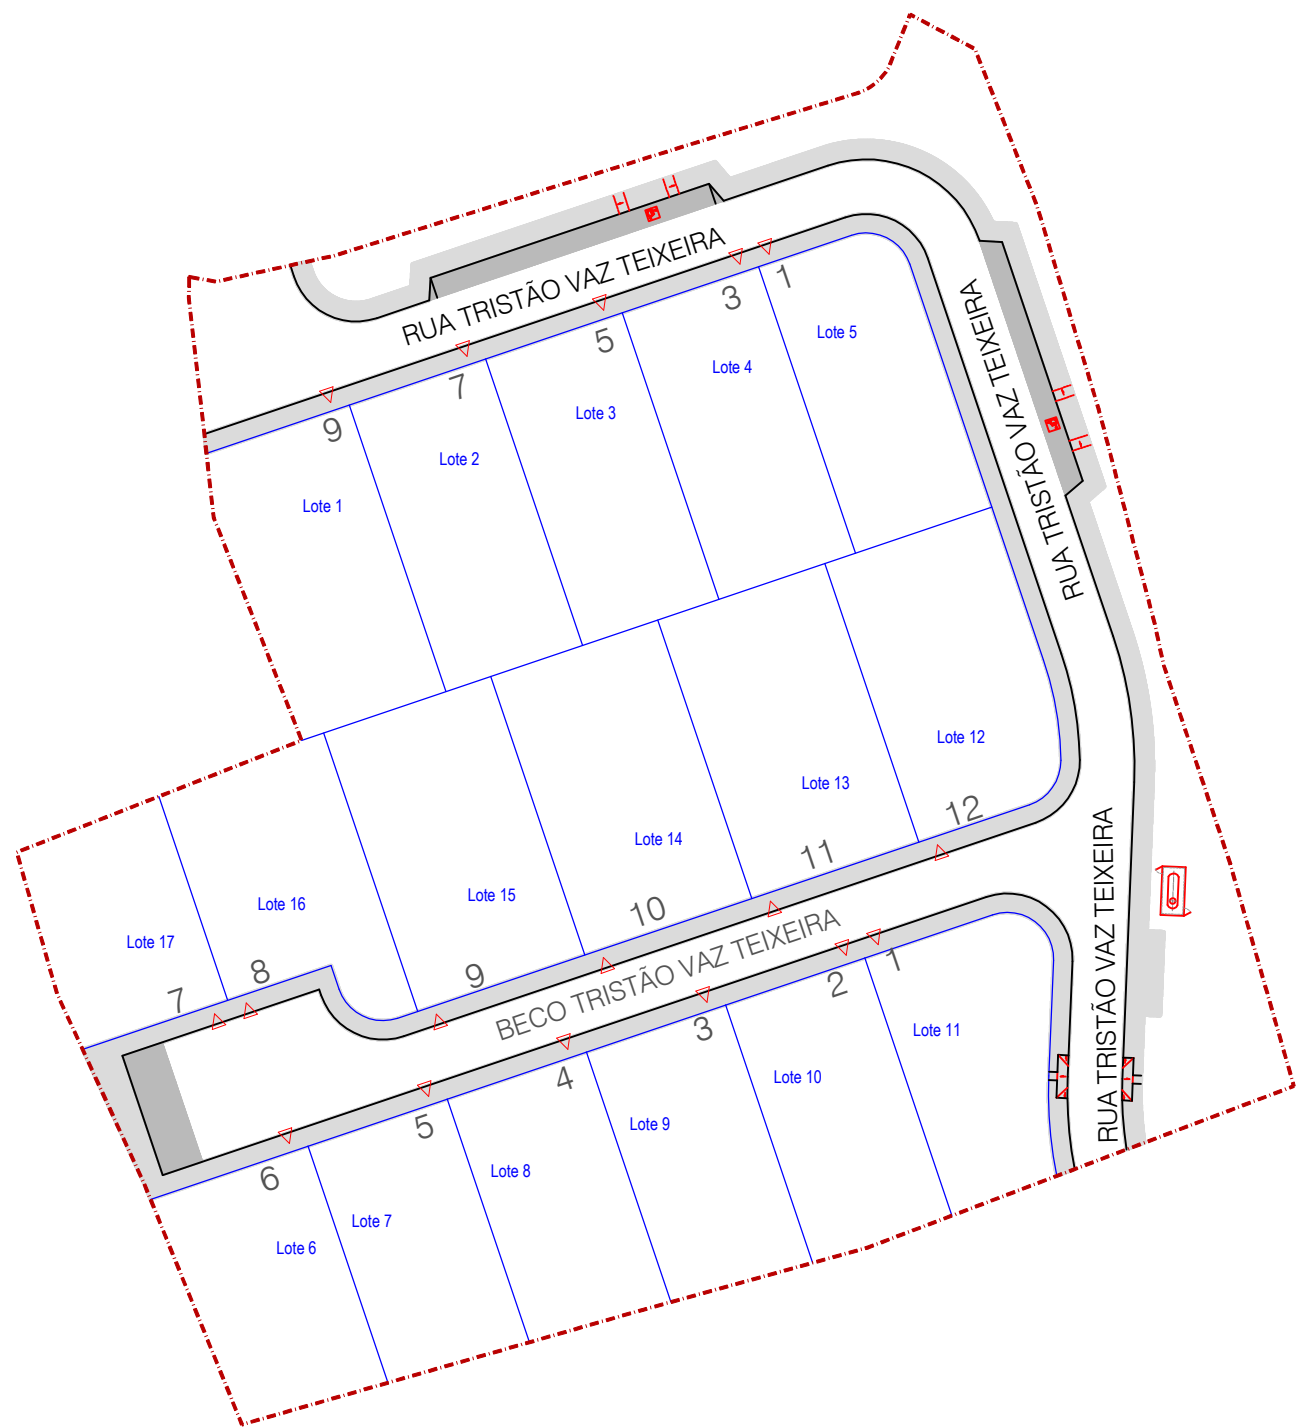 RUA TRISTÃO VAZ TEIXEIRA
1
3
5
7
9
Lote 5
Lote 4
Lote 3
Lote 2
Lote 1
RUA TRISTÃO VAZ TEIXEIRA
Lote 12
Lote 13
Lote 14
Lote 15
Lote 16
Lote 17
12
11
10
9
8
7
BECO TRISTÃO VAZ TEIXEIRA
RUA TRISTÃO VAZ TEIXEIRA
1
2
3
4
5
6
Lote 11
Lote 10
Lote 9
Lote 8
Lote 7
Lote 6